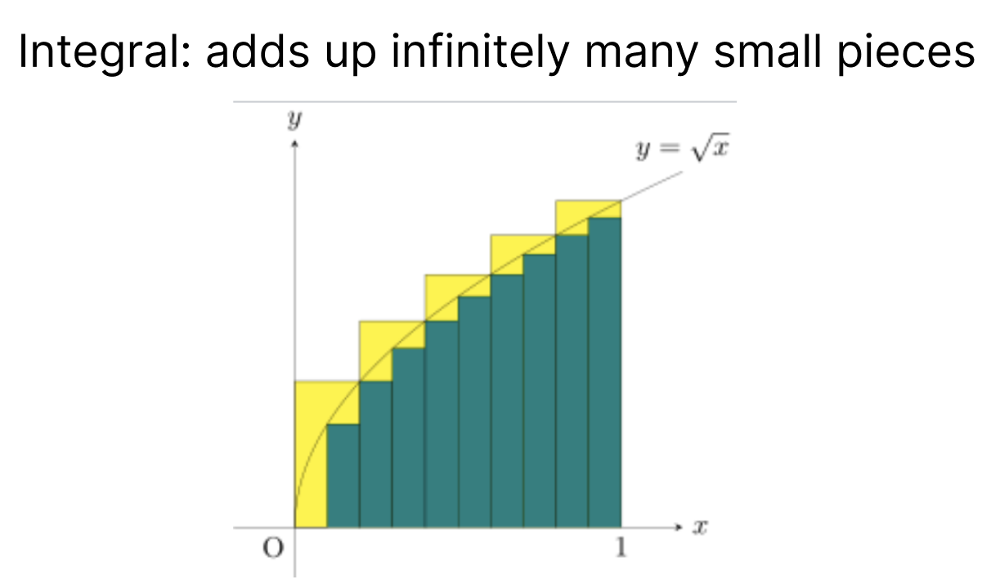 Integral: adds up infinitely many small pieces
y
y = √x
x
O
1